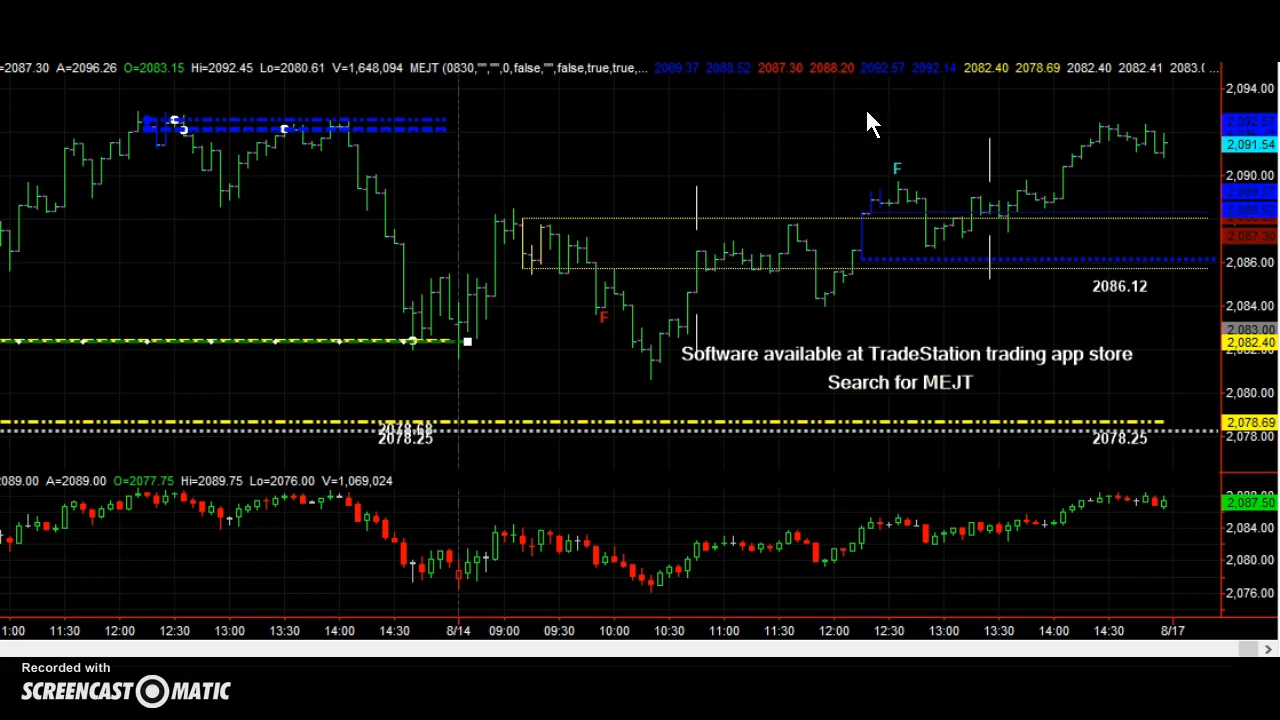 =2087.30 A=2096.26 O=2083.15 Hi=2092.45 Lo=2080.61 V=1,648,094 MEJT (0830,"","",0,false,"",false,true,true,... 2089.37 2088.52 2087.30 2068.20 2092.57 2092.14 2082.40 2078.69 2082.40 2082.41 2083.( ...
2,094.00
2,092.57
2,091.54
2,090.00
F
2,087.30
2,086.00
2086.12
2,084.00
F
2,083.00
2,082.40
Software available at TradeStation trading app store
Search for MEJT
2,080.00
2,078.69
2078.25
2078.25
2,078.00
2089.00 A=2089.00 O=2077.75 Hi=2089.75 Lo=2076.00 V=1,069,024
2,087.50
2,084.00
2,080.00
2,076.00
1:00 11:30 12:00 12:30 13:00 13:30 14:00 14:30 8/14 09:00 09:30 10:00 10:30 11:00 11:30 12:00 12:30 13:00 13:30 14:00 14:30 8/17
Recorded with
SCREENCAST MATIC